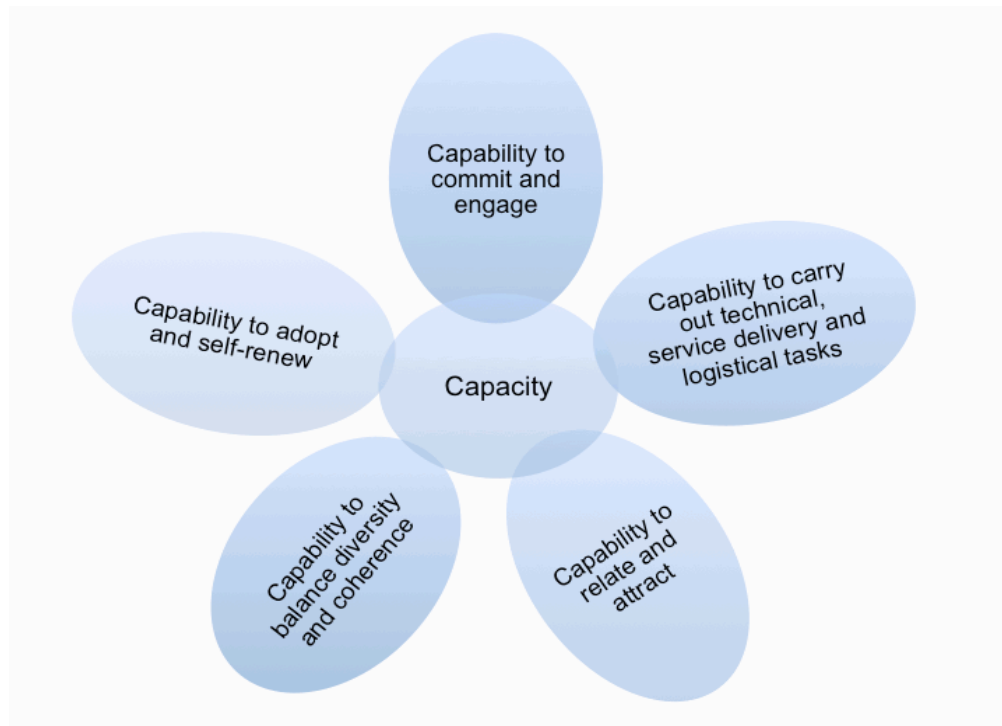 Capability to
commit and
engage
Capability to carry
out technical,
service delivery and
logistical tasks
Capability to adopt
and self-renew
Capacity
Capability to
balance diversity
and coherence
Capability to
relate and
attract